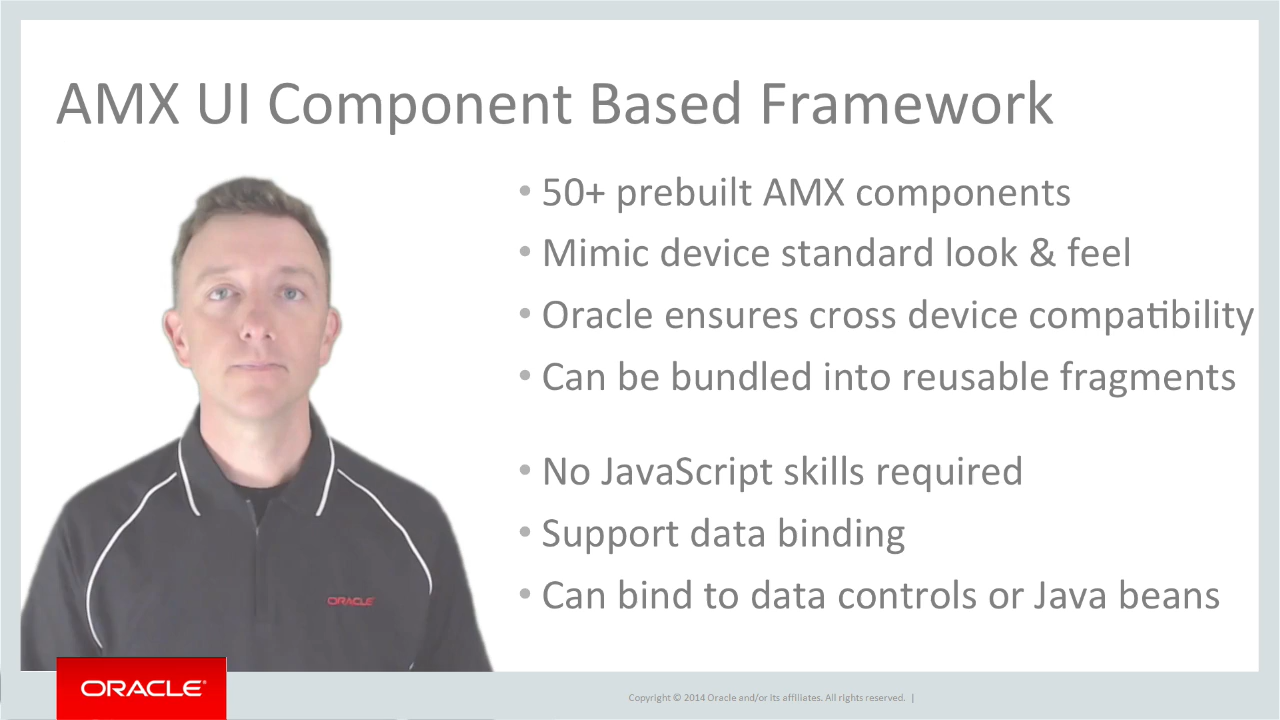 AMX UI Component Based Framework
• 50+ prebuilt AMX components
• Mimic device standard look & feel
• Oracle ensures cross device compatibility
• Can be bundled into reusable fragments
• No JavaScript skills required
• Support data binding
• Can bind to data controls or Java beans
ORACLE
ORACLE®
Copyright © 2014 Oracle and/or its affiliates. All rights reserved. |